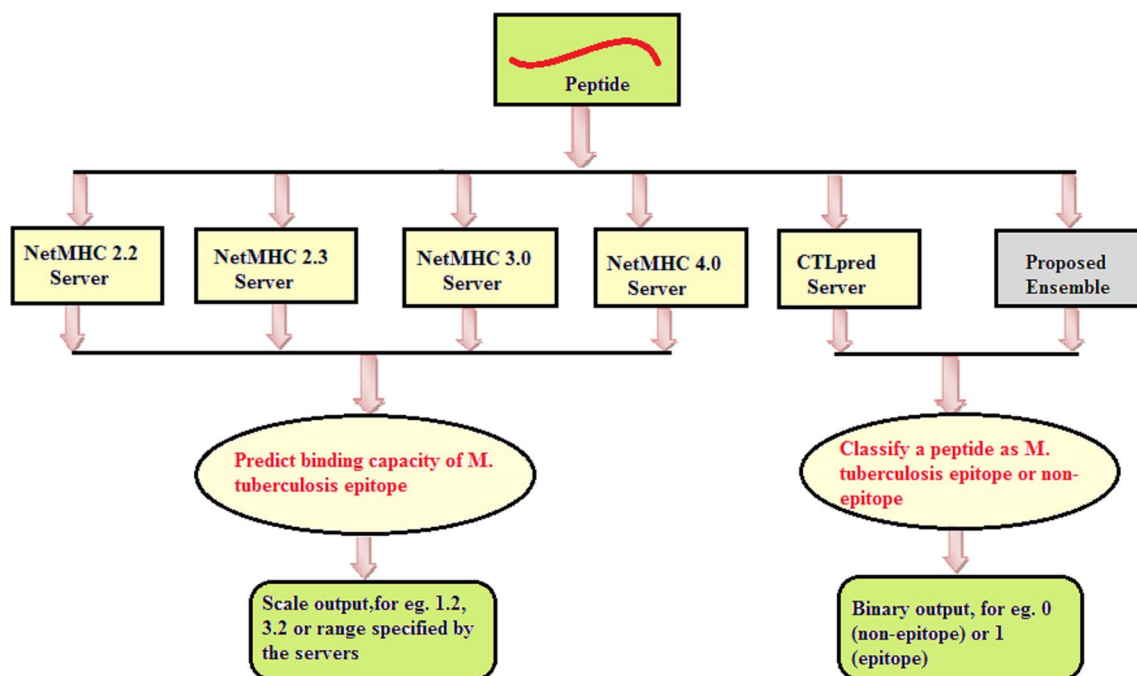 Peptide
NetMHC 2.2
Server
NetMHC 2.3
Server
NetMHC 3.0
Server
NetMHC 4.0
Server
CTLpred
Server
Proposed
Ensemble
Predict binding capacity of M.
tuberculosis epitope
Classify a peptide as M.
tuberculosis epitope or non-
epitope
Scale output,for eg. 1.2,
3.2 or range specified by
the servers
Binary output, for eg. 0
(non-epitope) or 1
(epitope)